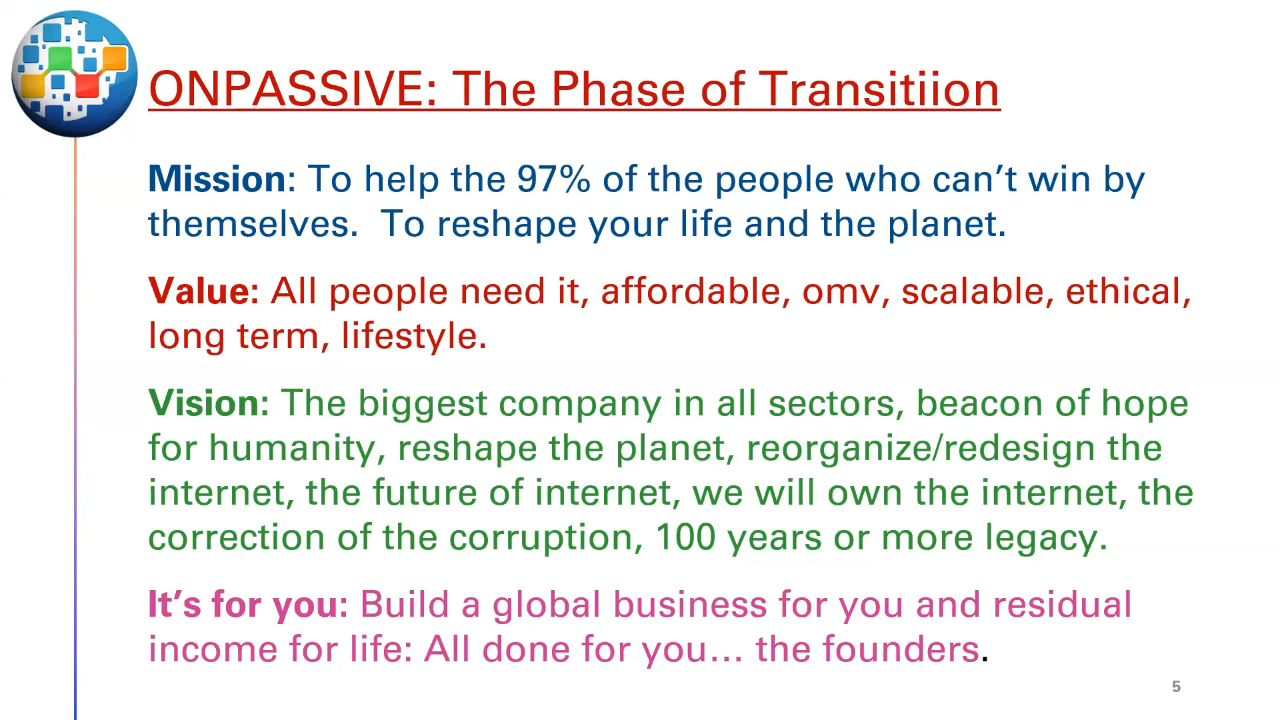 ONPASSIVE: The Phase of Transitiion
Mission: To help the 97% of the people who can’t win by
themselves.  To reshape your life and the planet.
Value: All people need it, affordable, omv, scalable, ethical,
long term, lifestyle.
Vision: The biggest company in all sectors, beacon of hope
for humanity, reshape the planet, reorganize/redesign the
internet, the future of internet, we will own the internet, the
correction of the corruption, 100 years or more legacy.
It’s for you: Build a global business for you and residual
income for life: All done for you… the founders.
5